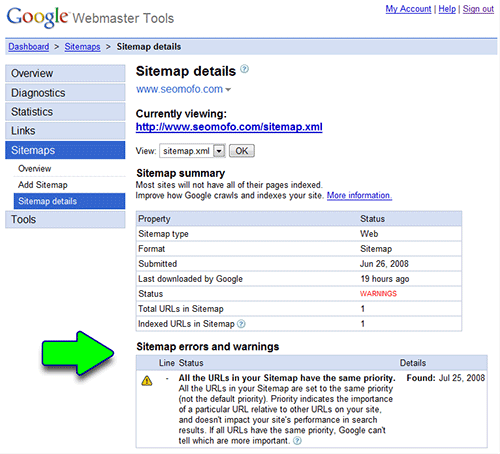 Google Webmaster Tools
My Account | Help | Sign out
Dashboard > Sitemaps > Sitemap details
Overview
Diagnostics
Statistics
Links
Sitemaps
Overview
Add Sitemap
Sitemap details
Tools
Sitemap details ?
www.seomofo.com
Currently viewing:
http://www.seomofo.com/sitemap.xml
View: sitemap.xml OK
Sitemap summary
Most sites will not have all of their pages indexed.
Improve how Google crawls and indexes your site. More information.
Property Status
Sitemap type Web
Format Sitemap
Submitted Jun 26, 2008
Last downloaded by Google 19 hours ago
Status WARNINGS
Total URLs in Sitemap 1
Indexed URLs in Sitemap ? 1
Sitemap errors and warnings
Line Status Details
- All the URLs in your Sitemap have the same priority. Found: Jul 25, 2008
All the URLs in your Sitemap are set to the same priority
(not the default priority). Priority indicates the importance
of a particular URL relative to other URLs on your site,
and doesn't impact your site's performance in search
results. If all URLs have the same priority, Google can't
tell which are more important. ?